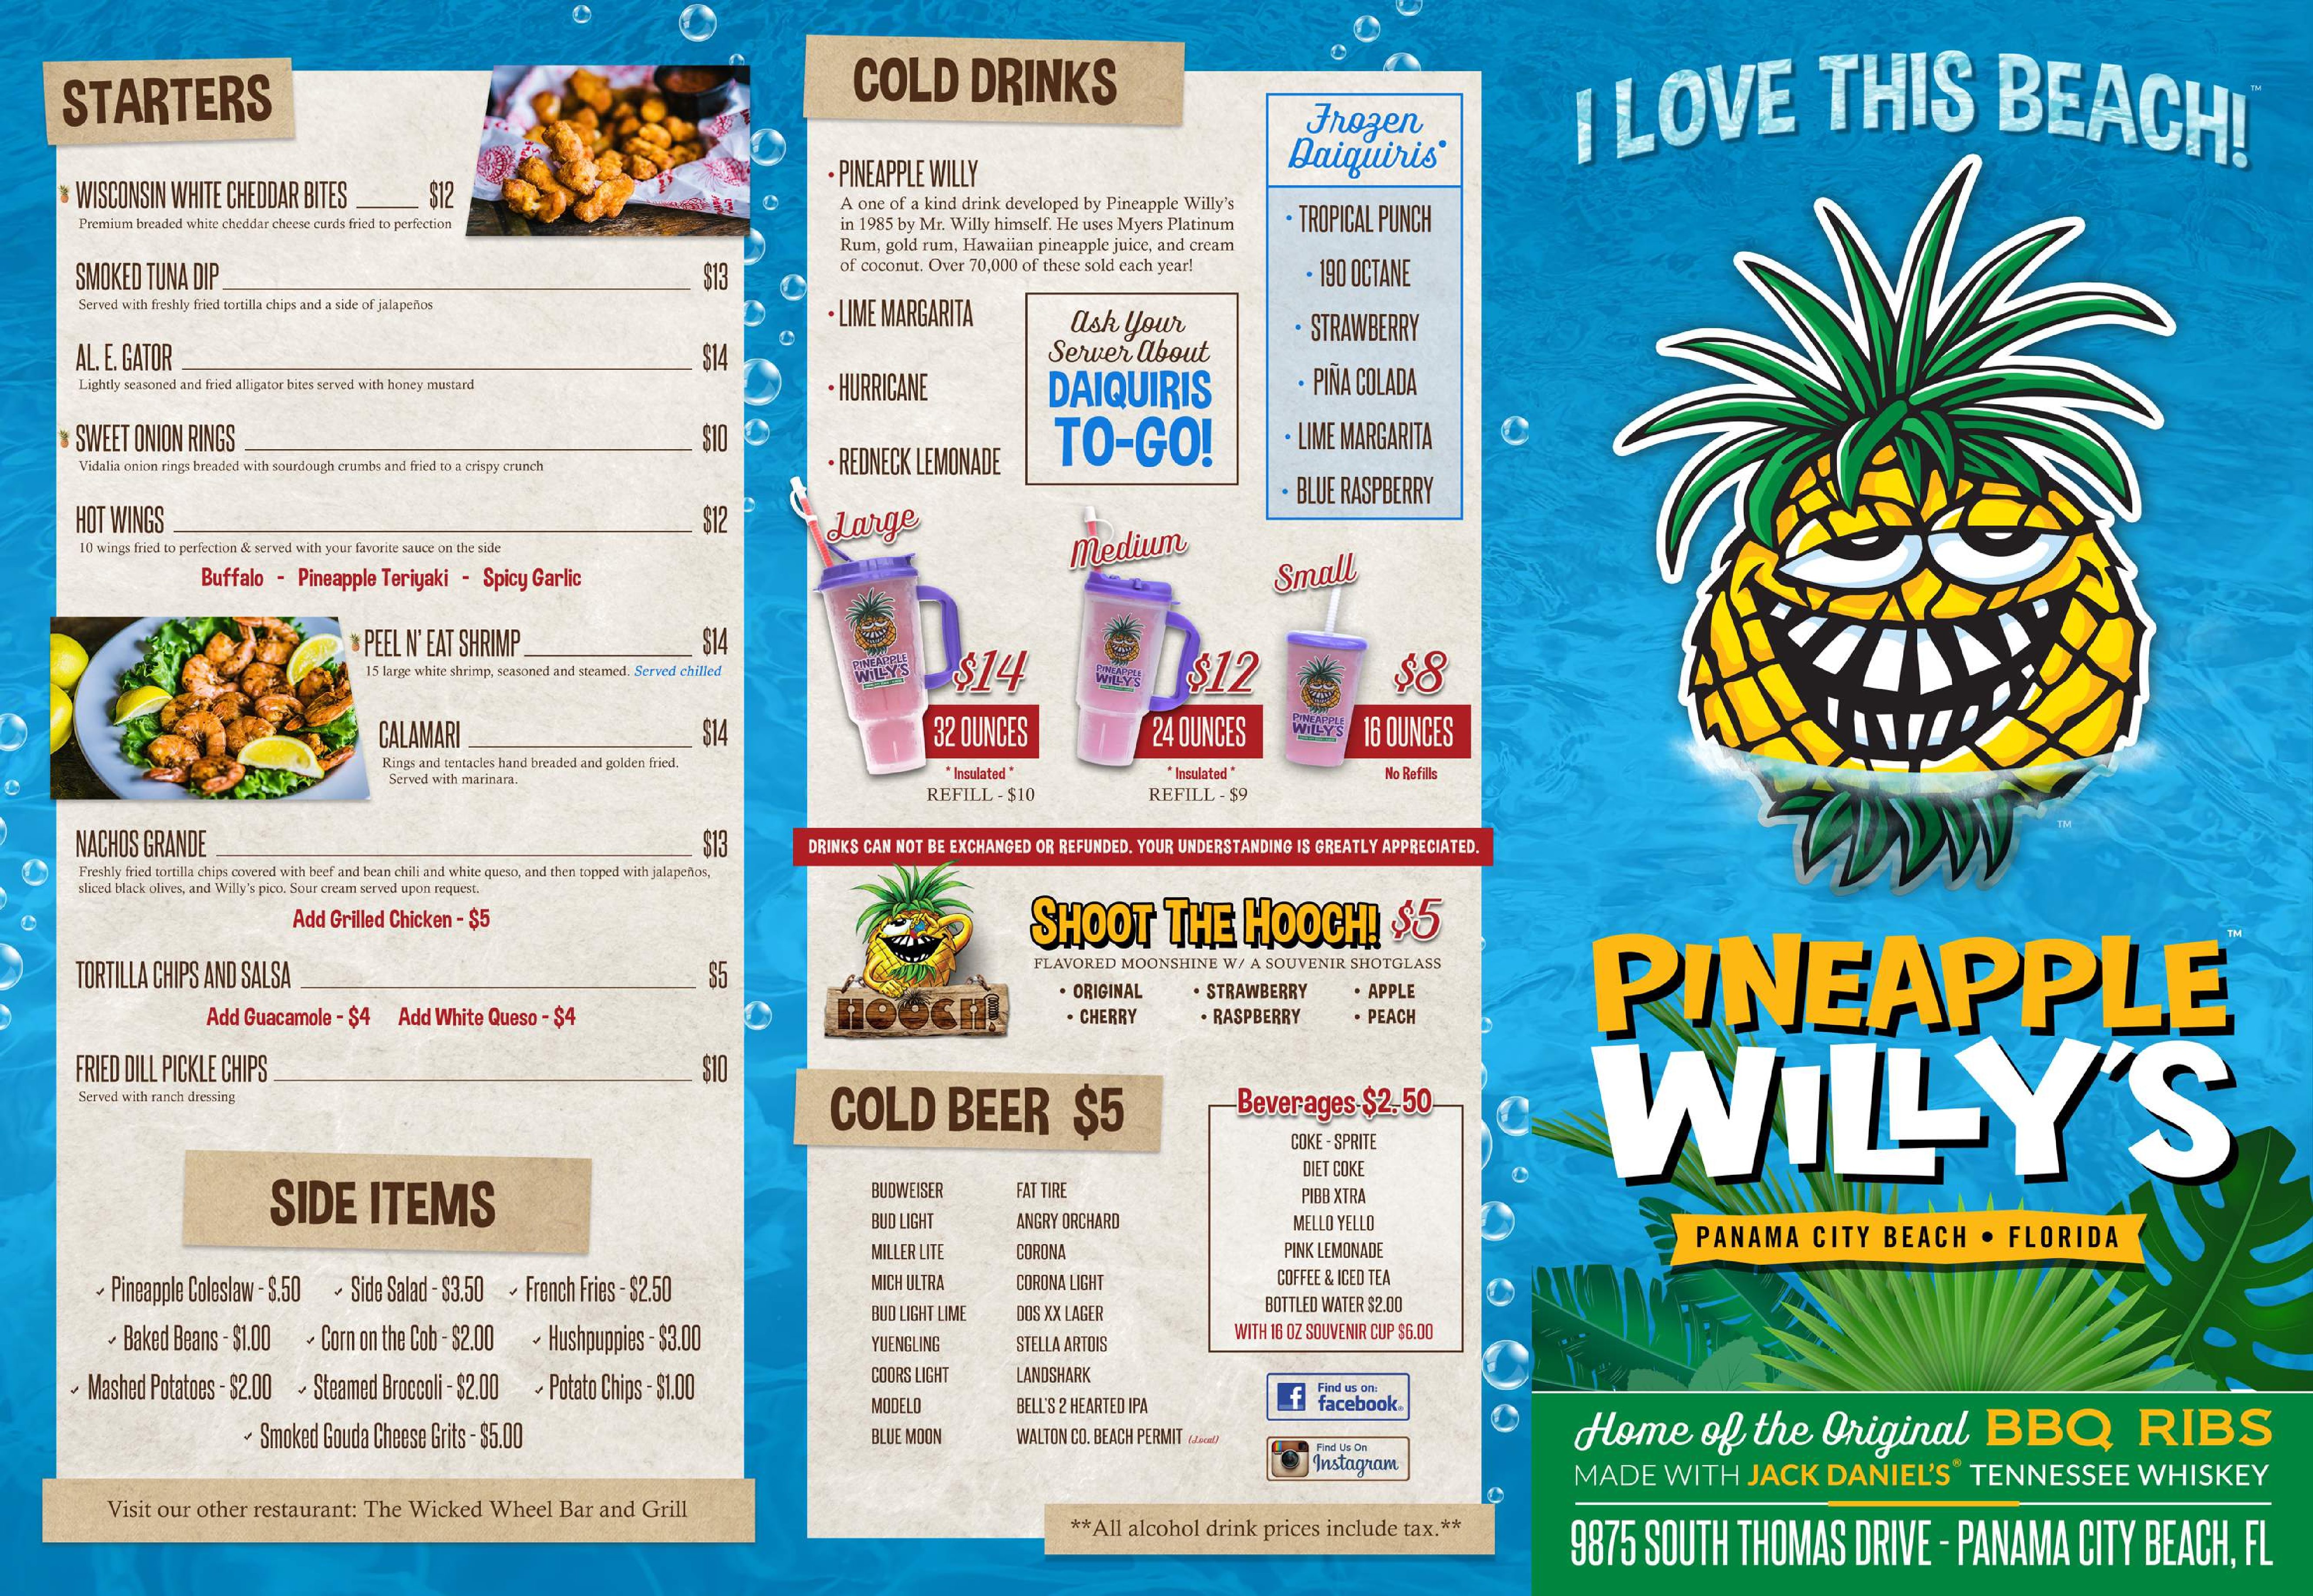 STARTERS
WISCONSIN WHITE CHEDDAR BITES $12
Premium breaded white cheddar cheese curds fried to perfection
SMOKED TUNA DIP $13
Served with freshly fried tortilla chips and a side of jalapeños
AL. E. GATOR $14
Lightly seasoned and fried alligator bites served with honey mustard
SWEET ONION RINGS $10
Vidalia onion rings breaded with sourdough crumbs and fried to a crispy crunch
HOT WINGS $12
10 wings fried to perfection & served with your favorite sauce on the side
Buffalo - Pineapple Teriyaki - Spicy Garlic
PEEL N' EAT SHRIMP $14
15 large white shrimp, seasoned and steamed. Served chilled
CALAMARI $14
Rings and tentacles hand breaded and golden fried.
Served with marinara.
NACHOS GRANDE $13
Freshly fried tortilla chips covered with beef and bean chili and white queso, and then topped with jalapeños,
sliced black olives, and Willy's pico. Sour cream served upon request.
Add Grilled Chicken - $5
TORTILLA CHIPS AND SALSA $5
Add Guacamole - $4 Add White Queso - $4
FRIED DILL PICKLE CHIPS $10
Served with ranch dressing
SIDE ITEMS
✓ Pineapple Coleslaw - $.50 ✓ Side Salad - $3.50 ✓ French Fries - $2.50
✓ Baked Beans - $1.00 ✓ Corn on the Cob - $2.00 ✓ Hushpuppies - $3.00
✓ Mashed Potatoes - $2.00 ✓ Steamed Broccoli - $2.00 ✓ Potato Chips - $1.00
✓ Smoked Gouda Cheese Grits - $5.00
Visit our other restaurant: The Wicked Wheel Bar and Grill
COLD DRINKS
• PINEAPPLE WILLY
A one of a kind drink developed by Pineapple Willy's
in 1985 by Mr. Willy himself. He uses Myers Platinum
Rum, gold rum, Hawaiian pineapple juice, and cream
of coconut. Over 70,000 of these sold each year!
• LIME MARGARITA
• HURRICANE
• REDNECK LEMONADE
Ask Your
Server About
DAIQUIRIS
TO-GO!
Frozen
Daiquiris•
• TROPICAL PUNCH
• 190 OCTANE
• STRAWBERRY
• PIÑA COLADA
• LIME MARGARITA
• BLUE RASPBERRY
Large
PINEAPPLE
WILLY'S
$14
32 OUNCES
* Insulated *
REFILL - $10
Medium
PINEAPPLE
WILLY'S
$12
24 OUNCES
* Insulated *
REFILL - $9
Small
PINEAPPLE
WILLY'S
$8
16 OUNCES
No Refills
DRINKS CAN NOT BE EXCHANGED OR REFUNDED. YOUR UNDERSTANDING IS GREATLY APPRECIATED.
HOOCH!
SHOOT THE HOOCH! $5
FLAVORED MOONSHINE W/ A SOUVENIR SHOTGLASS
• ORIGINAL • STRAWBERRY • APPLE
• CHERRY • RASPBERRY • PEACH
COLD BEER $5
BUDWEISER
BUD LIGHT
MILLER LITE
MICH ULTRA
BUD LIGHT LIME
YUENGLING
COORS LIGHT
MODELO
BLUE MOON
FAT TIRE
ANGRY ORCHARD
CORONA
CORONA LIGHT
DOS XX LAGER
STELLA ARTOIS
LANDSHARK
BELL'S 2 HEARTED IPA
WALTON CO. BEACH PERMIT (Local)
Beverages-$2.50
COKE - SPRITE
DIET COKE
PIBB XTRA
MELLO YELLO
PINK LEMONADE
COFFEE & ICED TEA
BOTTLED WATER $2.00
WITH 16 OZ SOUVENIR CUP $6.00
f Find us on:
facebook®
Find Us On
Instagram
**All alcohol drink prices include tax.**
I LOVE THIS BEACH!™
TM
PINEAPPLE™
WILLY'S
PANAMA CITY BEACH • FLORIDA
Home of the Original BBQ RIBS
MADE WITH JACK DANIEL'S® TENNESSEE WHISKEY
9875 SOUTH THOMAS DRIVE - PANAMA CITY BEACH, FL